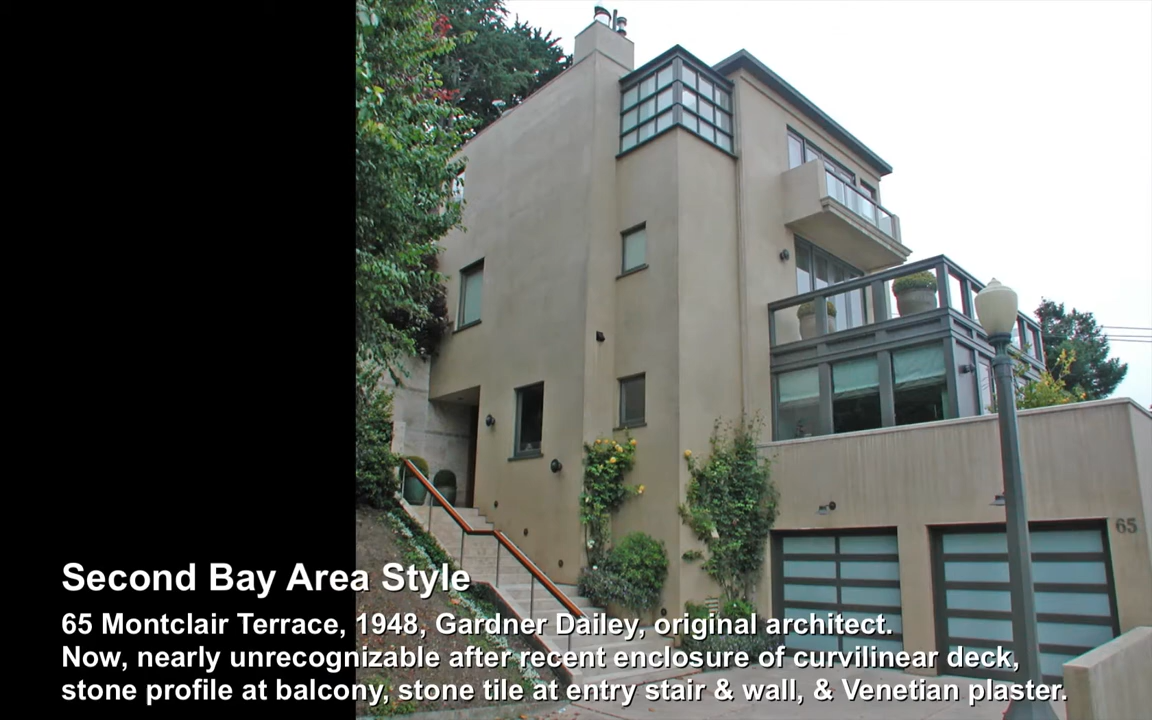 65
Second Bay Area Style
65 Montclair Terrace, 1948, Gardner Dailey, original architect.
Now, nearly unrecognizable after recent enclosure of curvilinear deck,
stone profile at balcony, stone tile at entry stair & wall, & Venetian plaster.